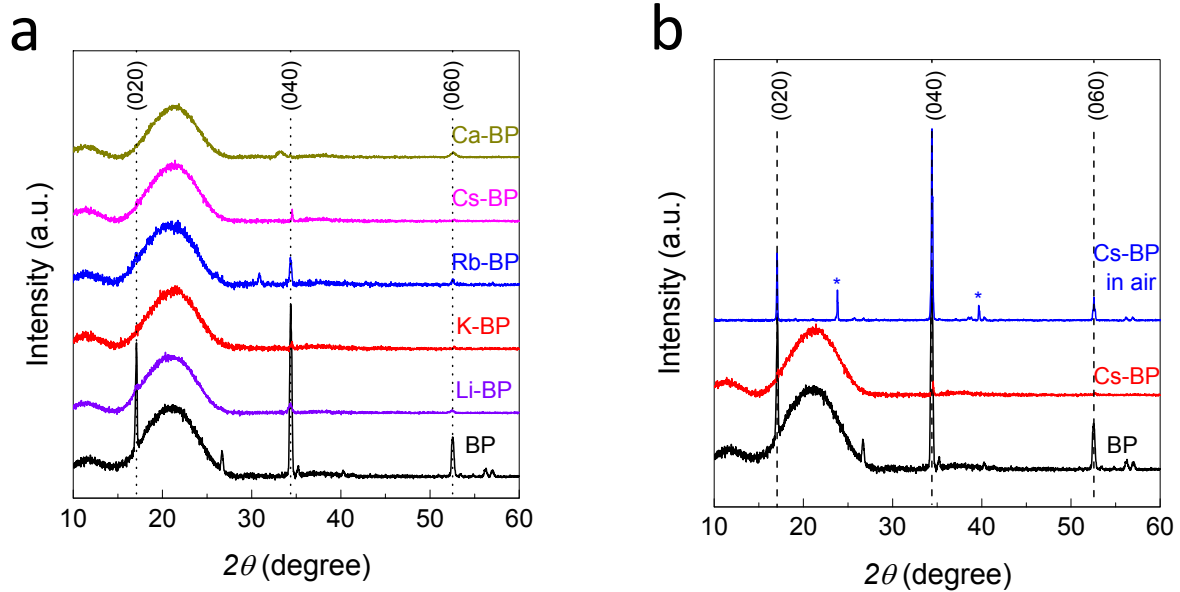 a
(020)
(040)
(060)
Ca-BP
Cs-BP
Rb-BP
K-BP
Li-BP
BP
Intensity (a.u.)
10 20 30 40 50 60
2θ (degree)
b
(020)
(040)
(060)
Cs-BP
in air
* *
Cs-BP
BP
Intensity (a.u.)
10 20 30 40 50 60
2θ (degree)